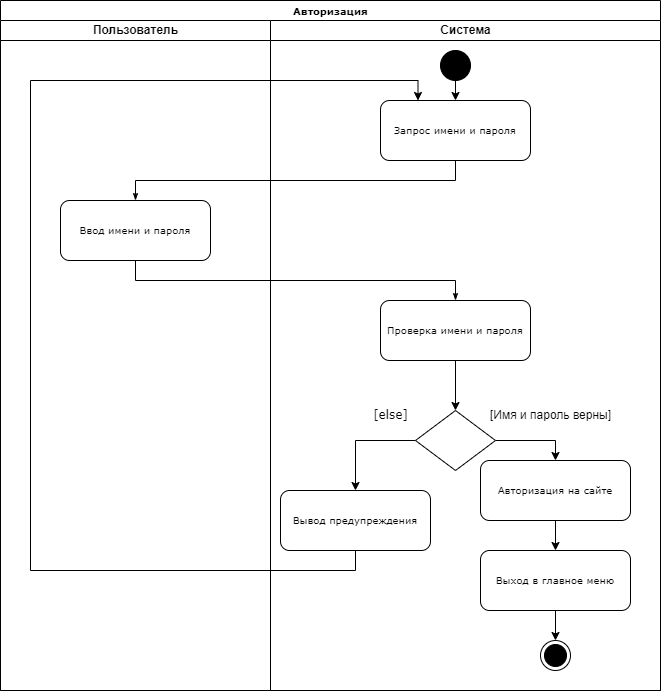 Авторизация
Пользователь
Система
Запрос имени и пароля
Ввод имени и пароля
Проверка имени и пароля
[else]
[Имя и пароль верны]
Авторизация на сайте
Вывод предупреждения
Выход в главное меню